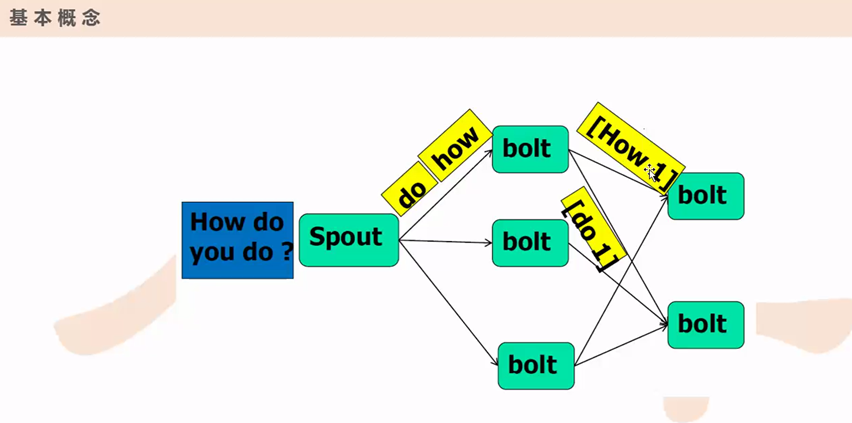 基本概念
How do
you do ?
Spout
do
how
bolt
bolt
bolt
[How 1]
[do 1]
bolt
bolt